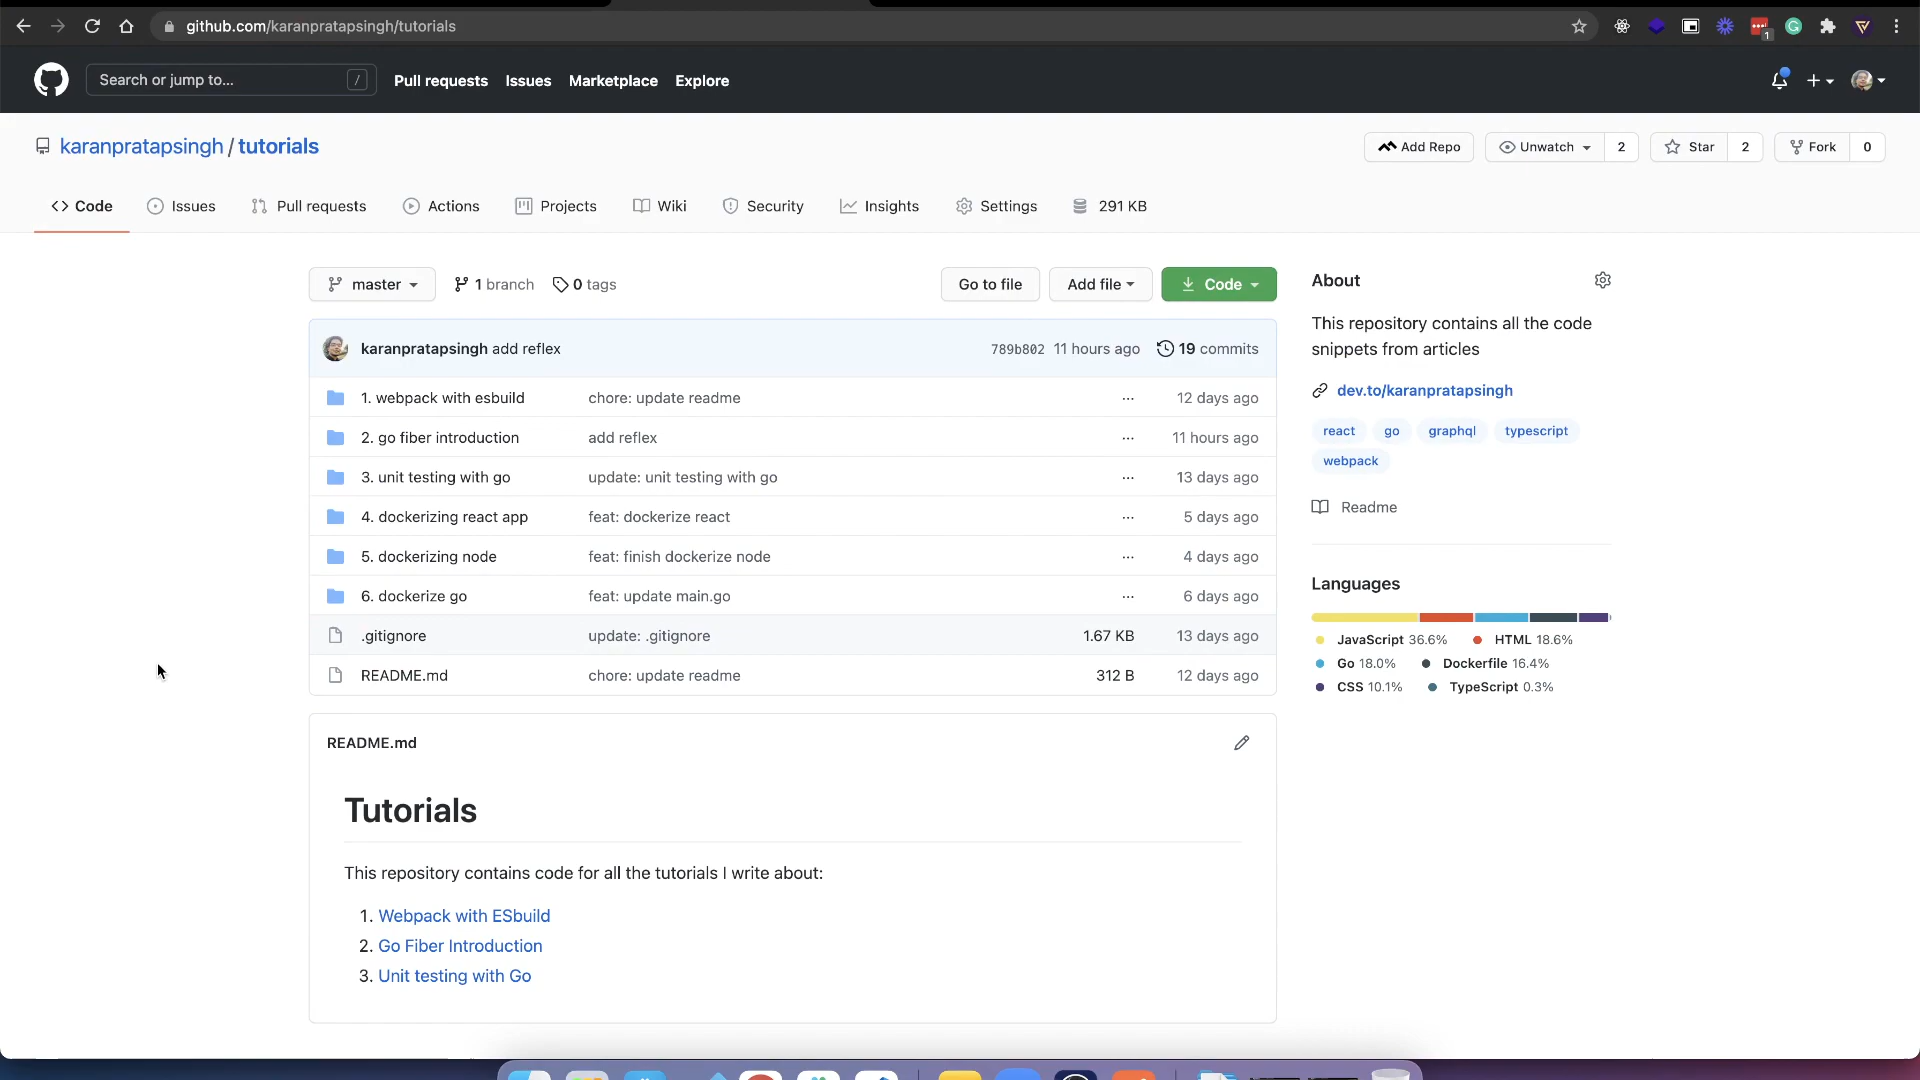 github.com/karanpratapsingh/tutorials
1
Search or jump to... /
Pull requests Issues Marketplace Explore
karanpratapsingh / tutorials
Add Repo Unwatch 2 Star 2 Fork 0
Code Issues Pull requests Actions Projects Wiki Security Insights Settings 291 KB
master 1 branch 0 tags Go to file Add file Code
karanpratapsingh add reflex 789b802 11 hours ago 19 commits
1. webpack with esbuild chore: update readme ... 12 days ago
2. go fiber introduction add reflex ... 11 hours ago
3. unit testing with go update: unit testing with go ... 13 days ago
4. dockerizing react app feat: dockerize react ... 5 days ago
5. dockerizing node feat: finish dockerize node ... 4 days ago
6. dockerize go feat: update main.go ... 6 days ago
.gitignore update: .gitignore 1.67 KB 13 days ago
README.md chore: update readme 312 B 12 days ago
README.md
Tutorials
This repository contains code for all the tutorials I write about:
1. Webpack with ESbuild
2. Go Fiber Introduction
3. Unit testing with Go
About
This repository contains all the code
snippets from articles
dev.to/karanpratapsingh
react go graphql typescript
webpack
Readme
Languages
JavaScript 36.6% HTML 18.6%
Go 18.0% Dockerfile 16.4%
CSS 10.1% TypeScript 0.3%